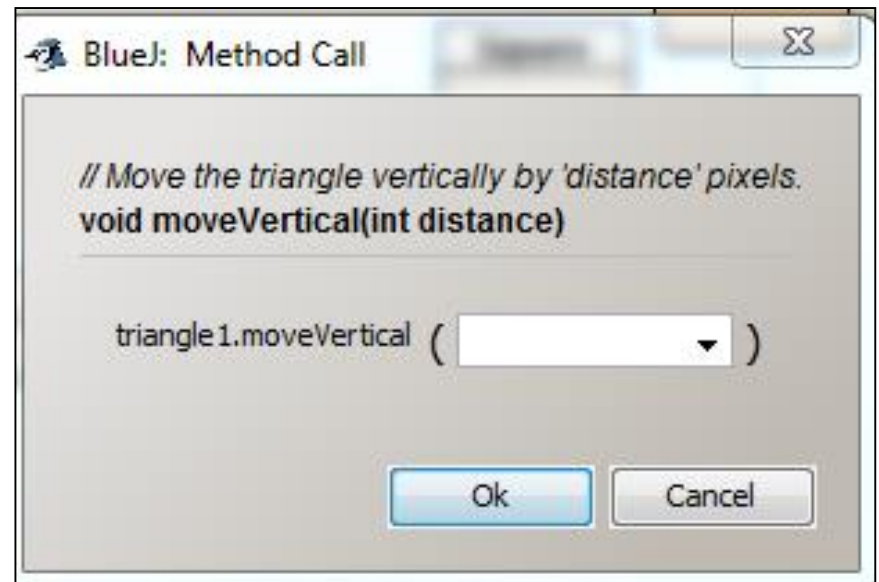 BlueJ: Method Call
// Move the triangle vertically by 'distance' pixels.
void moveVertical(int distance)
triangle1.moveVertical ( )
Ok Cancel